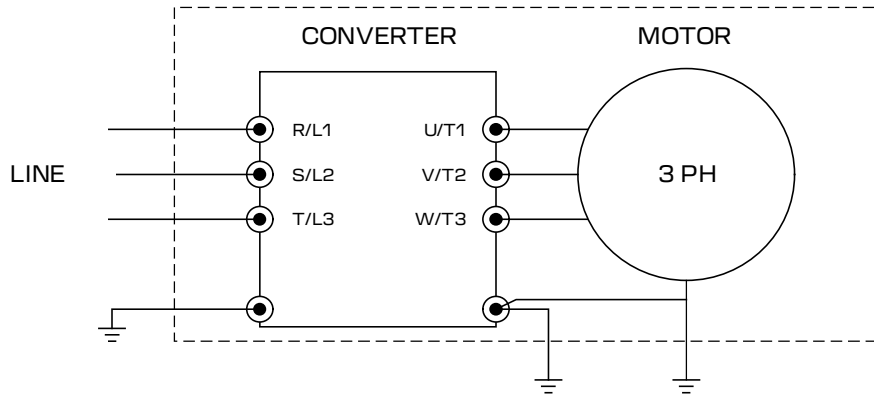 CONVERTER
MOTOR
R/L1
U/T1
LINE
S/L2
V/T2
3 PH
T/L3
W/T3